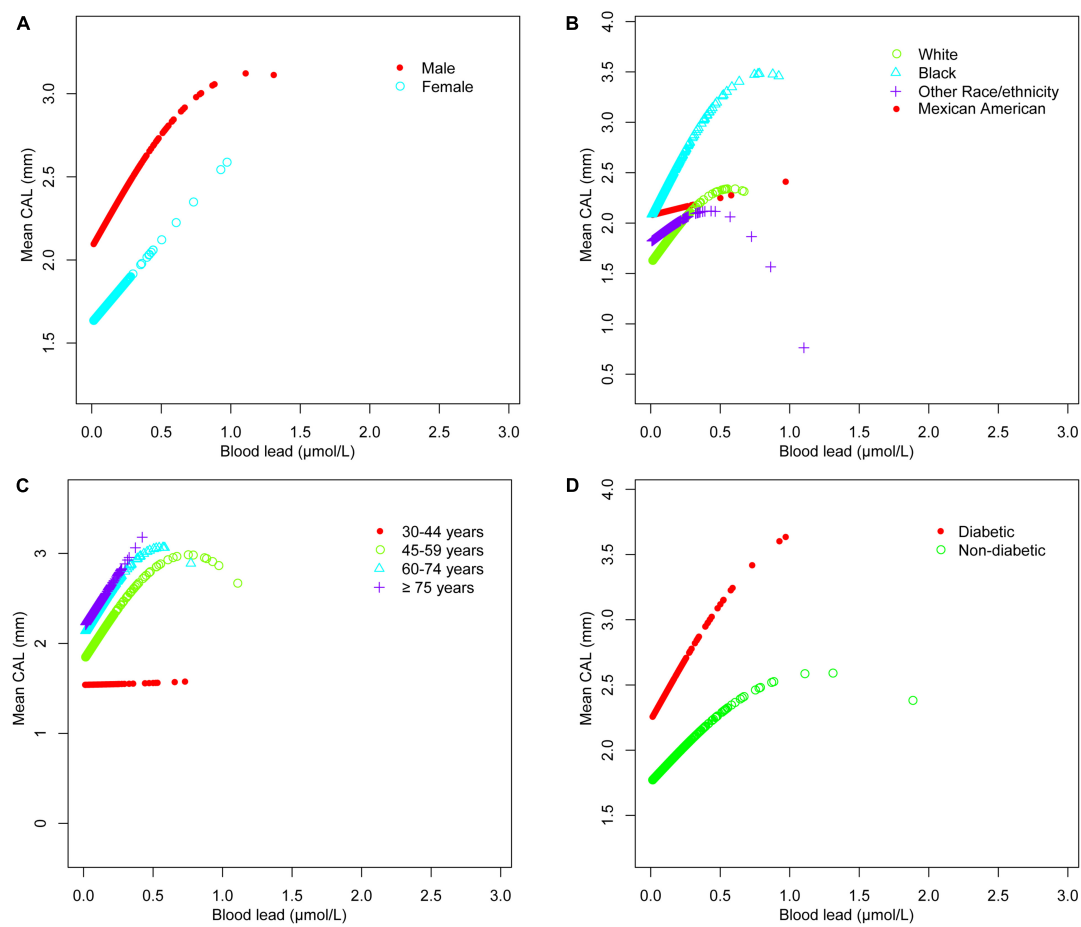 A
Male
Female
Mean CAL (mm)
3.0
2.5
2.0
1.5
0.0 0.5 1.0 1.5 2.0 2.5 3.0
Blood lead (μmol/L)
B
White
Black
Other Race/ethnicity
Mexican American
Mean CAL (mm)
4.0
3.5
3.0
2.5
2.0
1.5
1.0
0.5
0.0 0.5 1.0 1.5 2.0 2.5 3.0
Blood lead (μmol/L)
C
30-44 years
45-59 years
60-74 years
≥ 75 years
Mean CAL (mm)
3
2
1
0
0.0 0.5 1.0 1.5 2.0 2.5 3.0
Blood lead (μmol/L)
D
Diabetic
Non-diabetic
Mean CAL (mm)
4.0
3.5
3.0
2.5
2.0
1.5
0.0 0.5 1.0 1.5 2.0 2.5 3.0
Blood lead (μmol/L)